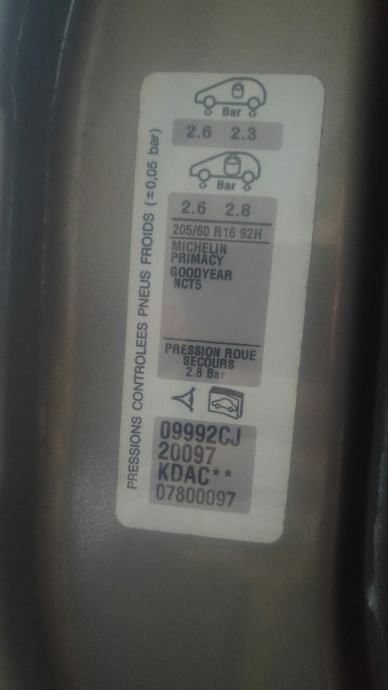 PRESSIONS CONTROLEES PNEUS FROIDS (±0,05 bar)
Bar
2.6 2.3
Bar
2.6 2.8
205/60 R16 92H
MICHELIN
PRIMACY
GOODYEAR
NCT5
PRESSION ROUE
SECOURS
2.8 Bar
09992CJ
20097
KDAC**
07800097